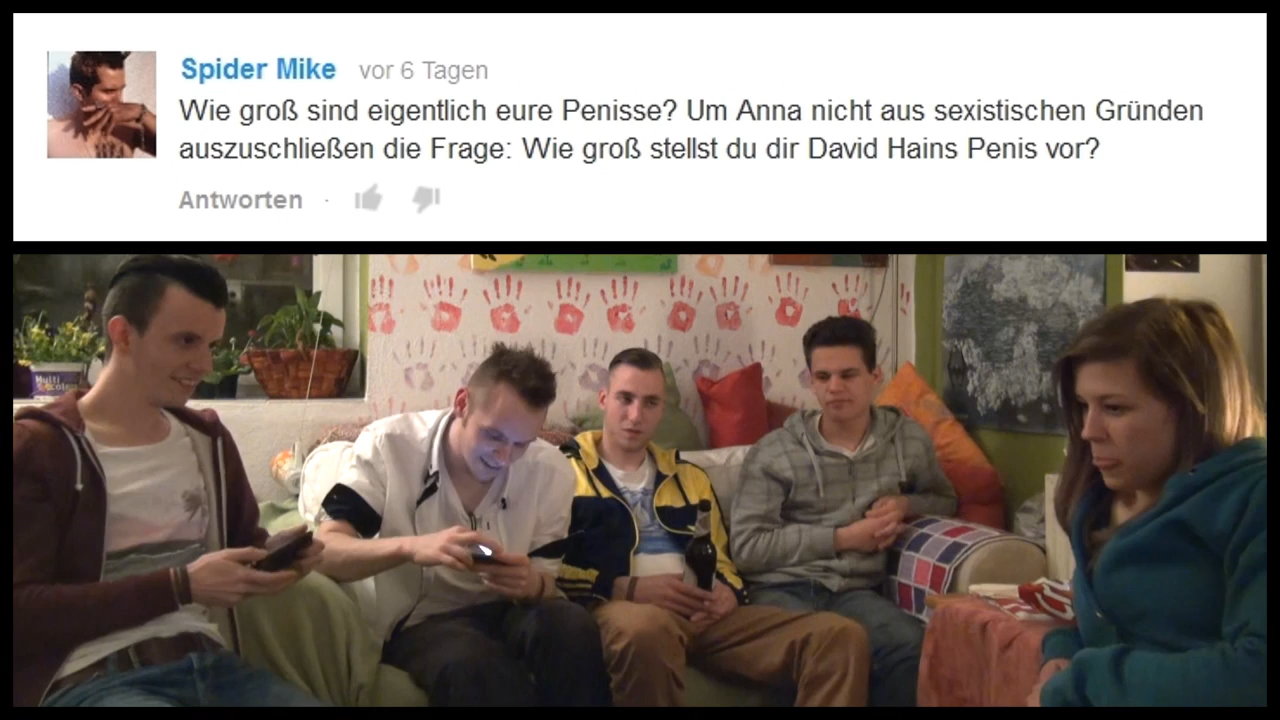 Spider Mike vor 6 Tagen
Wie groß sind eigentlich eure Penisse? Um Anna nicht aus sexistischen Gründen
auszuschließen die Frage: Wie groß stellst du dir David Hains Penis vor?
Antworten ·
Multi